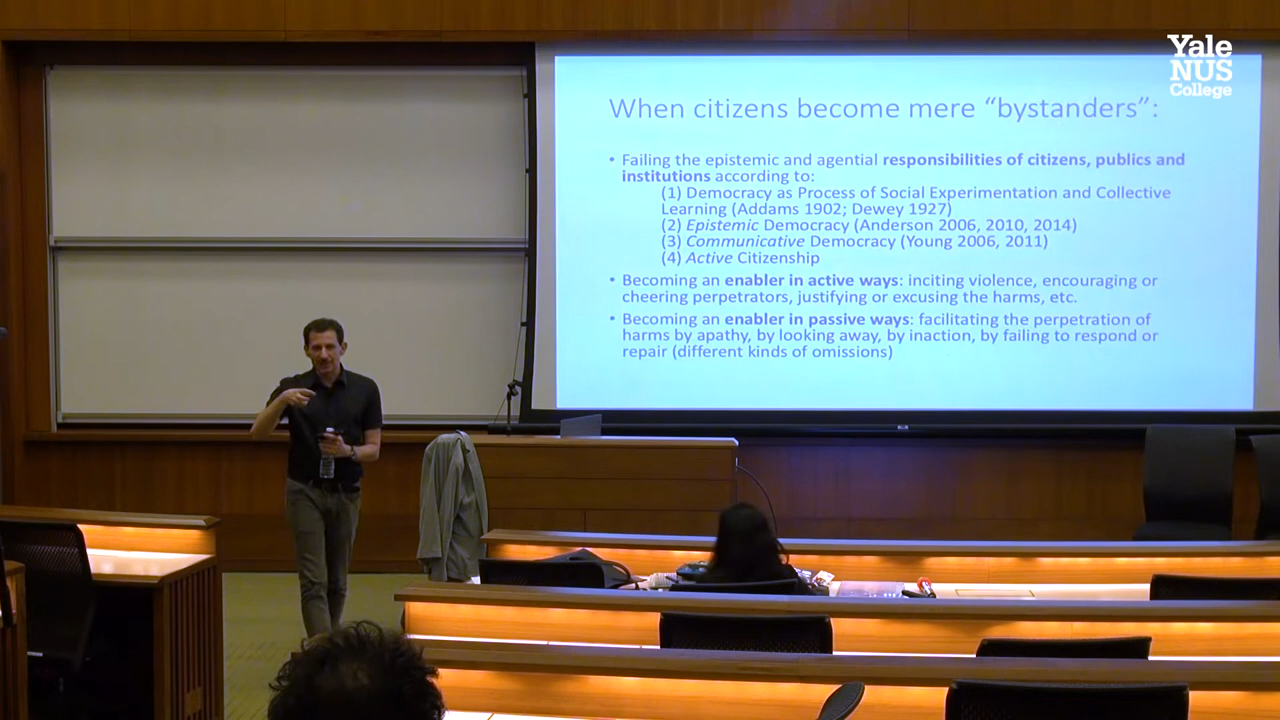 Yale
NUS
College
When citizens become mere “bystanders”:
• Failing the epistemic and agential responsibilities of citizens, publics and
institutions according to:
(1) Democracy as Process of Social Experimentation and Collective
Learning (Addams 1902; Dewey 1927)
(2) Epistemic Democracy (Anderson 2006, 2010, 2014)
(3) Communicative Democracy (Young 2006, 2011)
(4) Active Citizenship
• Becoming an enabler in active ways: inciting violence, encouraging or
cheering perpetrators, justifying or excusing the harms, etc.
• Becoming an enabler in passive ways: facilitating the perpetration of
harms by apathy, by looking away, by inaction, by failing to respond or
repair (different kinds of omissions)